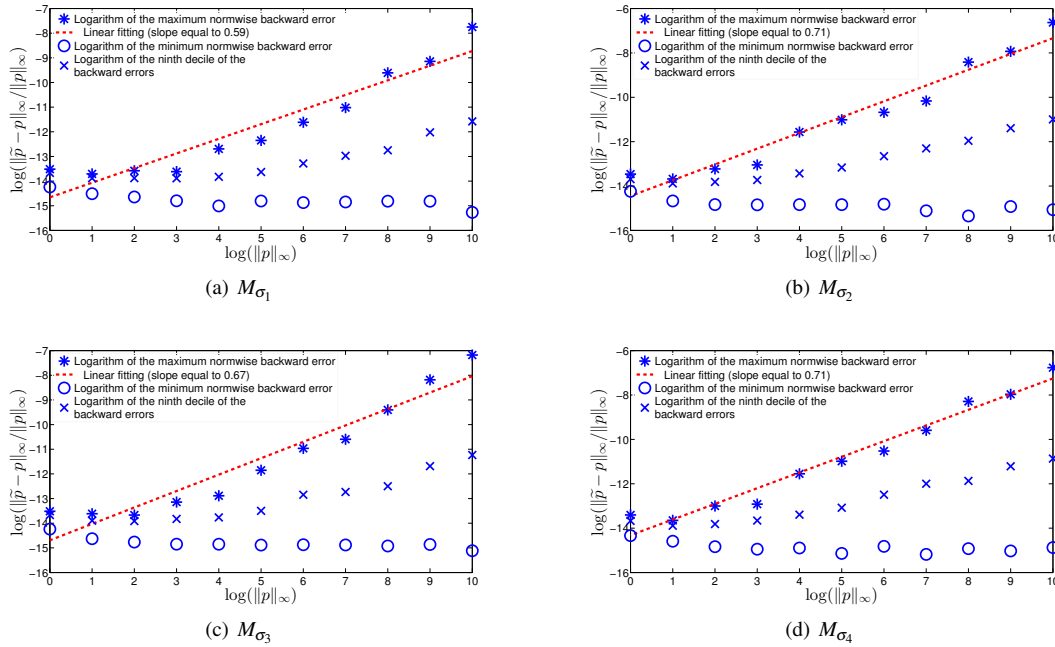 Logarithm of the maximum normwise backward error
Linear fitting (slope equal to 0.59)
Logarithm of the minimum normwise backward error
Logarithm of the ninth decile of the
backward errors
-7
-8
-9
-10
-11
-12
-13
-14
-15
-16
log(‖p̃ − p‖∞/‖p‖∞)
0 1 2 3 4 5 6 7 8 9 10
log(‖p‖∞)
(a) Mσ1
Logarithm of the maximum normwise backward error
Linear fitting (slope equal to 0.71)
Logarithm of the minimum normwise backward error
Logarithm of the ninth decile of the
backward errors
-6
-8
-10
-12
-14
-16
log(‖p̃ − p‖∞/‖p‖∞)
0 1 2 3 4 5 6 7 8 9 10
log(‖p‖∞)
(b) Mσ2
Logarithm of the maximum normwise backward error
Linear fitting (slope equal to 0.67)
Logarithm of the minimum normwise backward error
Logarithm of the ninth decile of the
backward errors
-7
-8
-9
-10
-11
-12
-13
-14
-15
-16
log(‖p̃ − p‖∞/‖p‖∞)
0 1 2 3 4 5 6 7 8 9 10
log(‖p‖∞)
(c) Mσ3
Logarithm of the maximum normwise backward error
Linear fitting (slope equal to 0.71)
Logarithm of the minimum normwise backward error
Logarithm of the ninth decile of the
backward errors
-6
-8
-10
-12
-14
-16
log(‖p̃ − p‖∞/‖p‖∞)
0 1 2 3 4 5 6 7 8 9 10
log(‖p‖∞)
(d) Mσ4